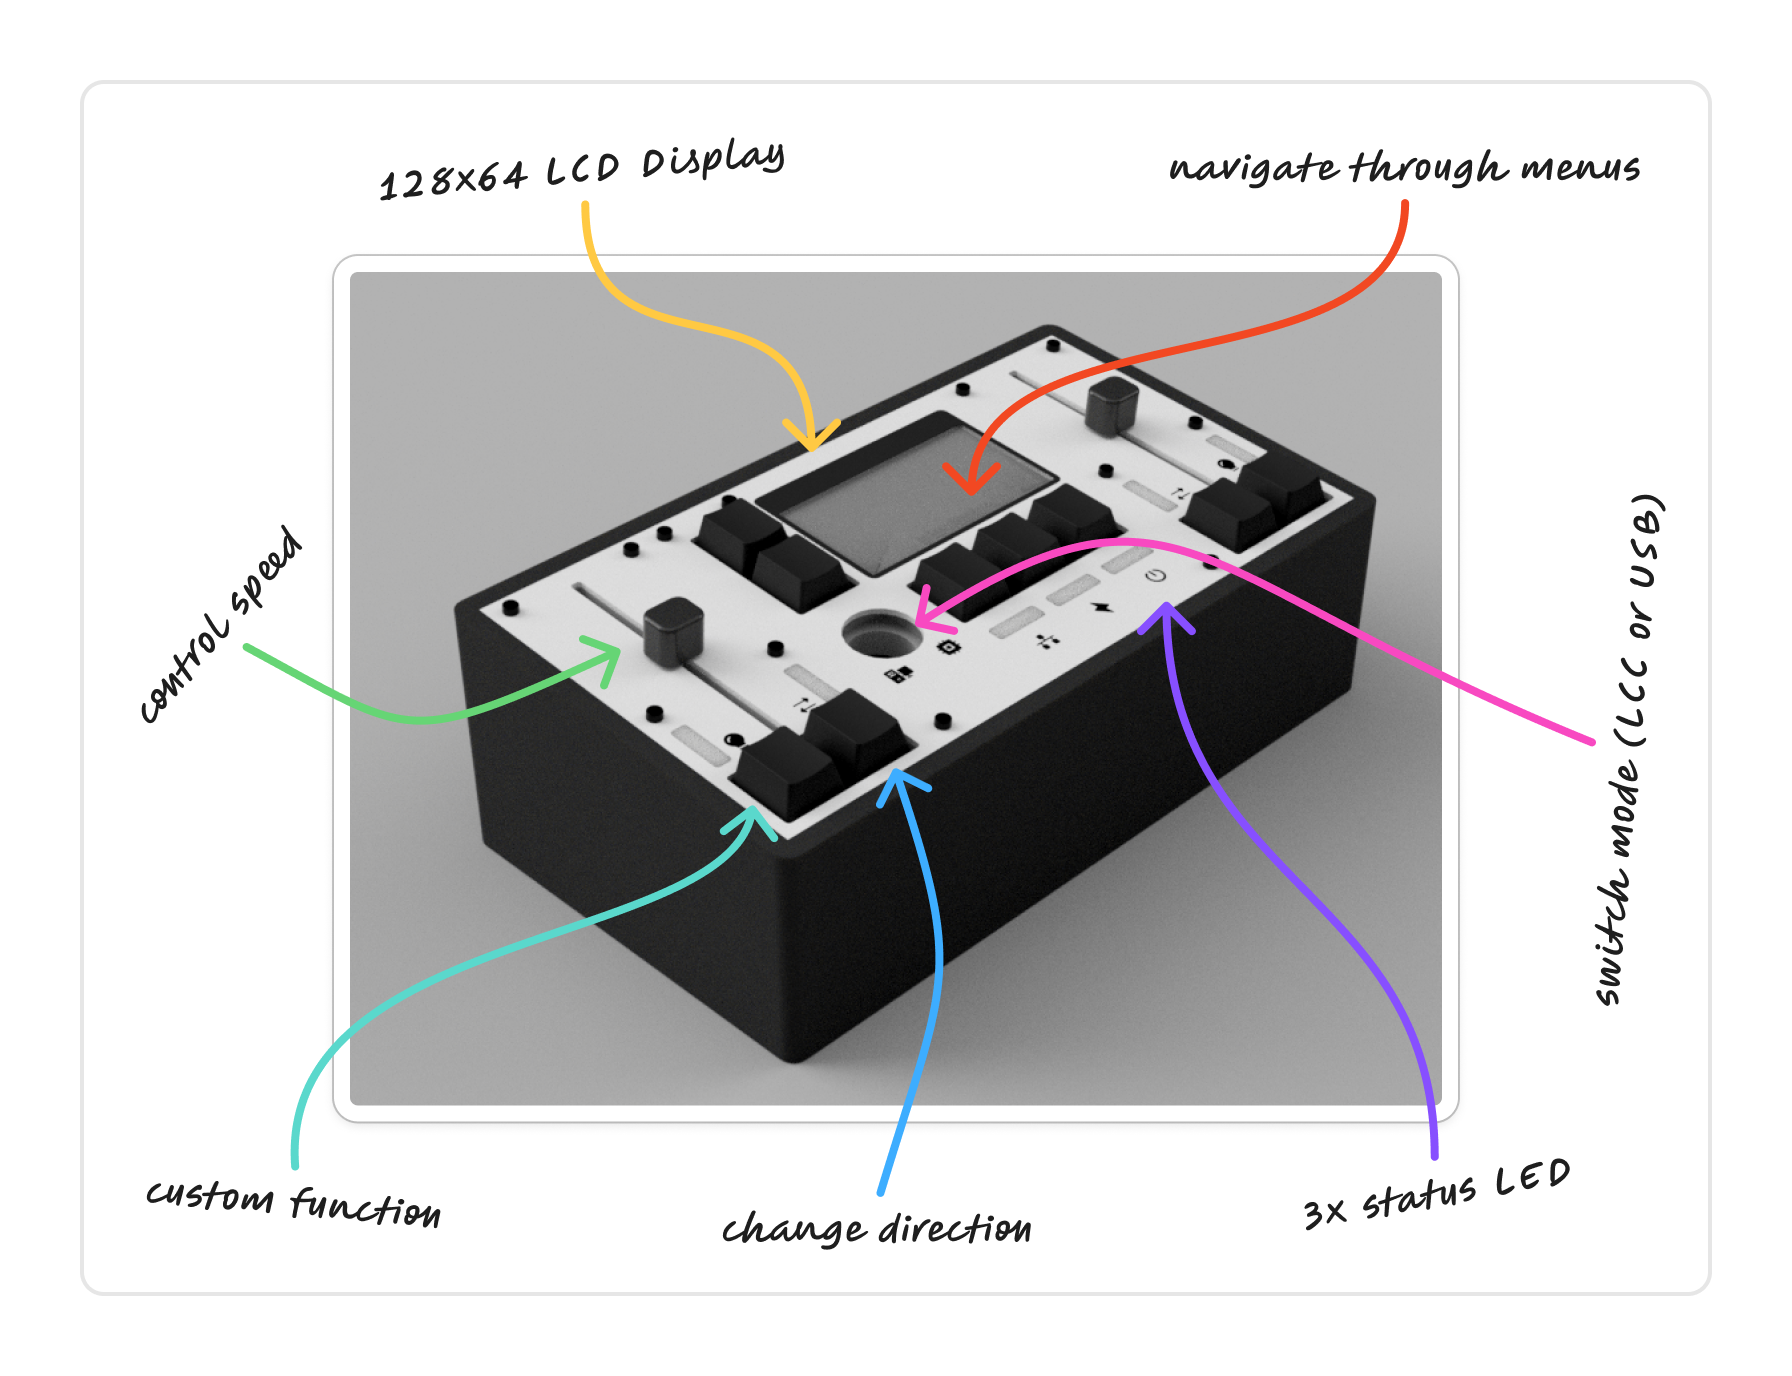 128x64 LCD Display
navigate through menus
control speed
switch mode (LCC or USB)
custom function
change direction
3x status LED